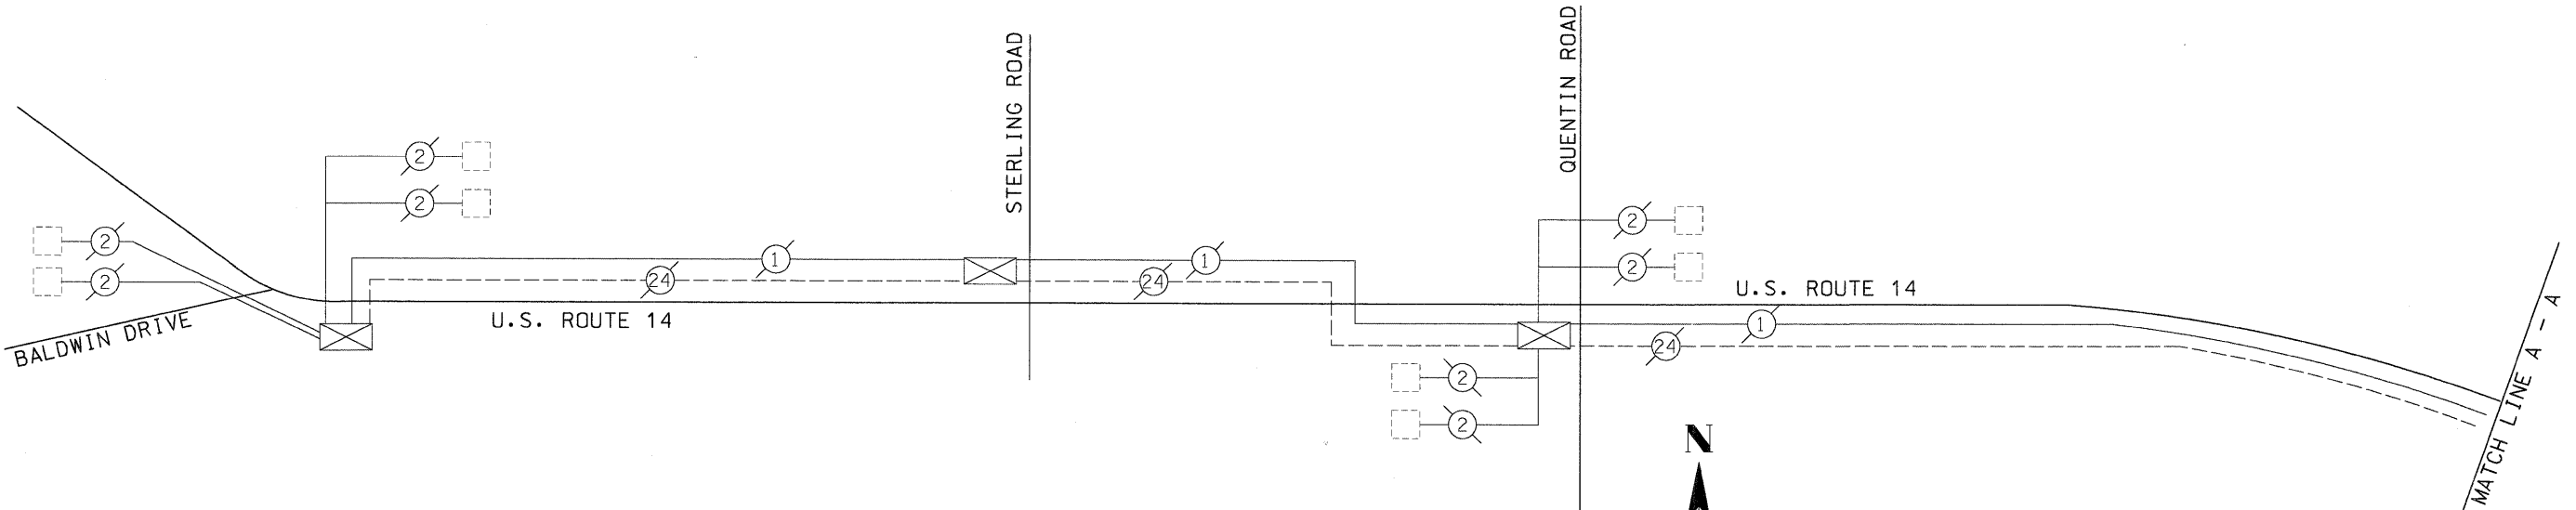 STERLING ROAD
QUENTIN ROAD
2
2
2
2
1
24
1
24
2
2
U.S. ROUTE 14
1
24
U.S. ROUTE 14
BALDWIN DRIVE
2
2
N
MATCH LINE A - A